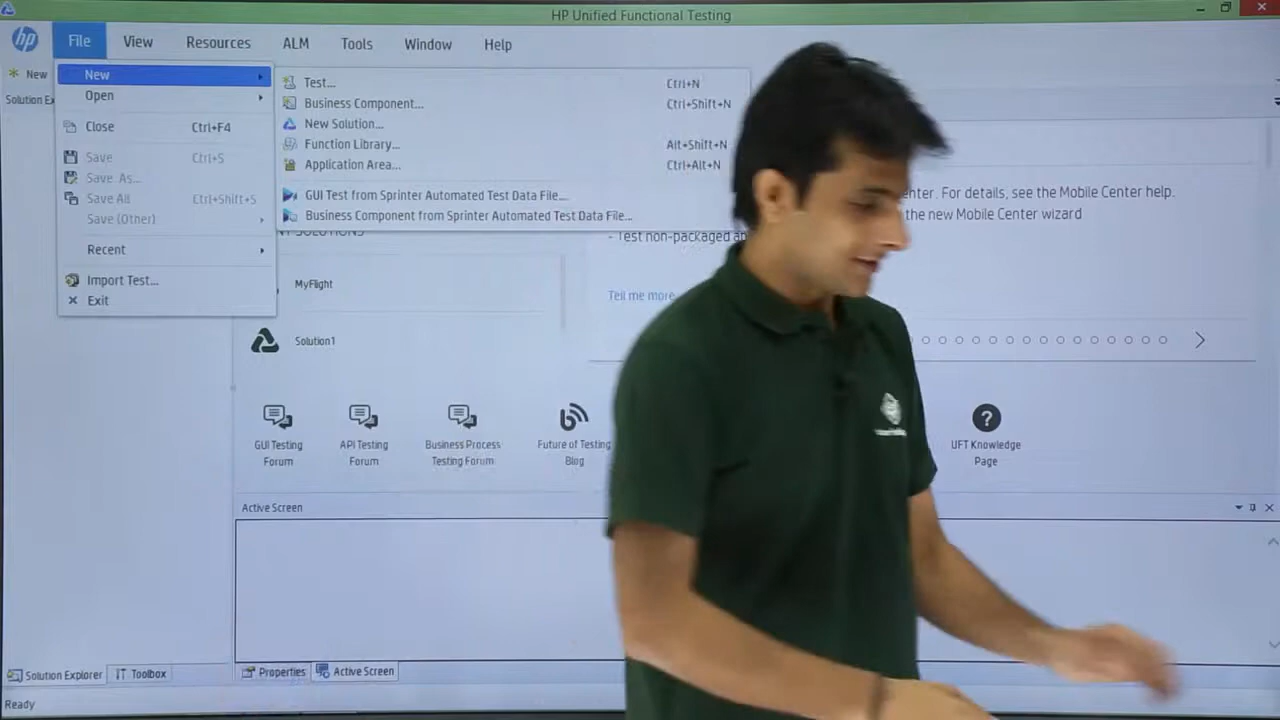 HP Unified Functional Testing
hp
File View Resources ALM Tools Window Help
New
Solution Ex
New
Open
Close Ctrl+F4
Save Ctrl+S
Save As...
Save All Ctrl+Shift+S
Save (Other)
Recent
Import Test...
Exit
Test... Ctrl+N
Business Component... Ctrl+Shift+N
New Solution...
Function Library... Alt+Shift+N
Application Area... Ctrl+Alt+N
GUI Test from Sprinter Automated Test Data File...
Business Component from Sprinter Automated Test Data File...
enter. For details, see the Mobile Center help.
the new Mobile Center wizard
- Test non-packaged
Tell me more
MyFlight
Solution1
GUI Testing Forum
API Testing Forum
Business Process Testing Forum
Future of Testing Blog
UFT Knowledge Page
Active Screen
Solution Explorer Toolbox
Properties Active Screen
Ready